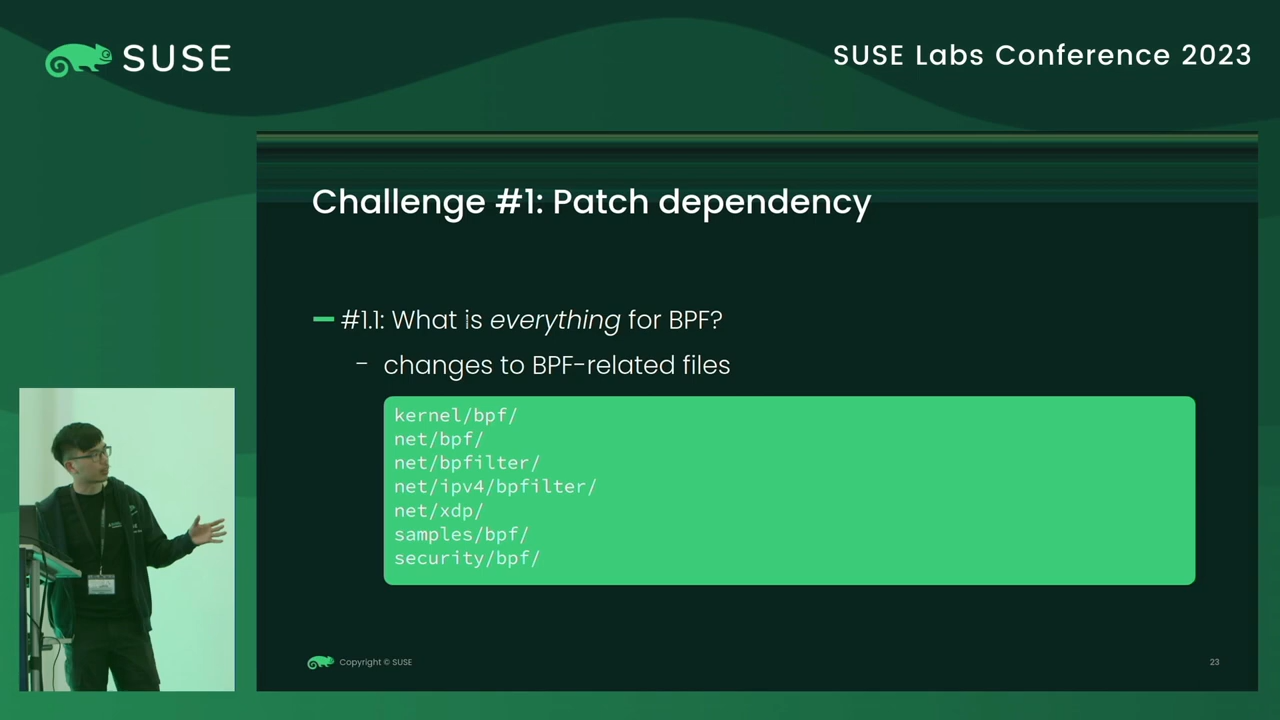 SUSE
SUSE Labs Conference 2023
Challenge #1: Patch dependency
#1.1: What is everything for BPF?
– changes to BPF-related files
kernel/bpf/
net/bpf/
net/bpfilter/
net/ipv4/bpfilter/
net/xdp/
samples/bpf/
security/bpf/
Copyright © SUSE
23